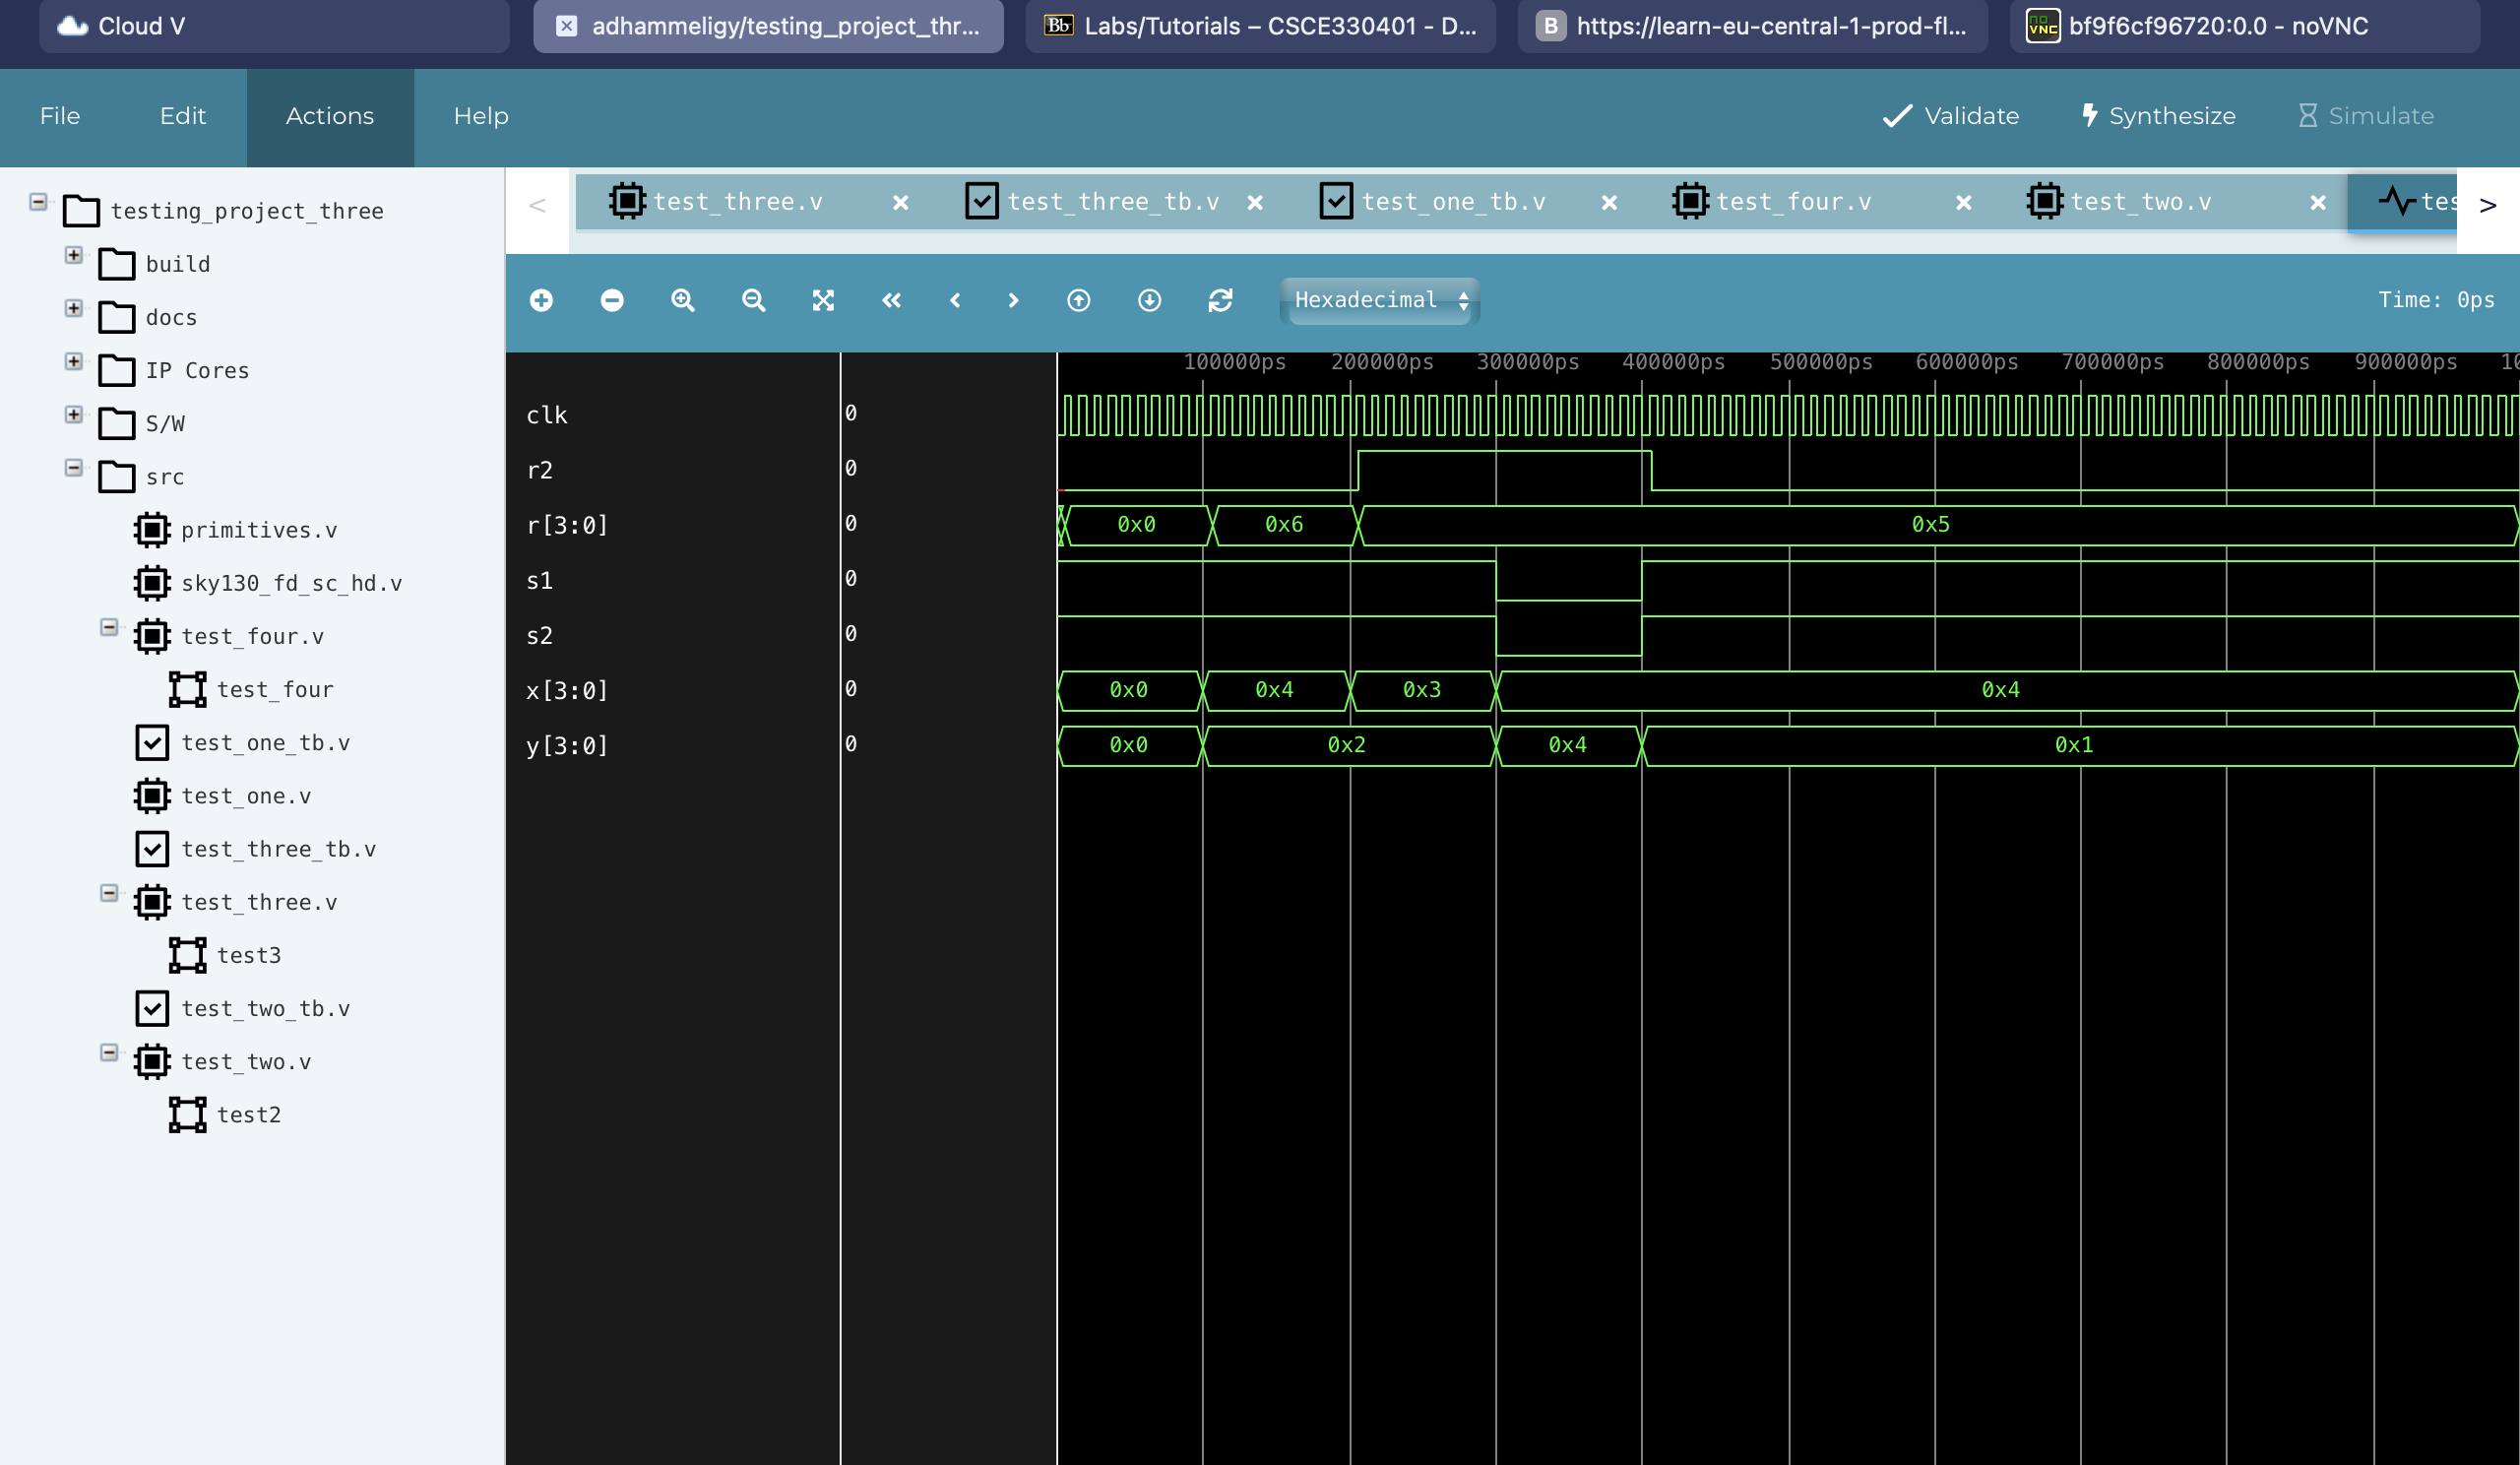 Cloud V
adhammeligy/testing_project_thr...
Bb Labs/Tutorials – CSCE330401 - D...
B https://learn-eu-central-1-prod-fl...
no VNC bf9f6cf96720:0.0 - noVNC
File Edit Actions Help Validate Synthesize Simulate
testing_project_three
build
docs
IP Cores
S/W
src
primitives.v
sky130_fd_sc_hd.v
test_four.v
test_four
test_one_tb.v
test_one.v
test_three_tb.v
test_three.v
test3
test_two_tb.v
test_two.v
test2
< test_three.v test_three_tb.v test_one_tb.v test_four.v test_two.v tes >
Hexadecimal Time: 0ps
100000ps 200000ps 300000ps 400000ps 500000ps 600000ps 700000ps 800000ps 900000ps 10
clk 0
r2 0
r[3:0] 0 0x0 0x6 0x5
s1 0
s2 0
x[3:0] 0 0x0 0x4 0x3 0x4
y[3:0] 0 0x0 0x2 0x4 0x1